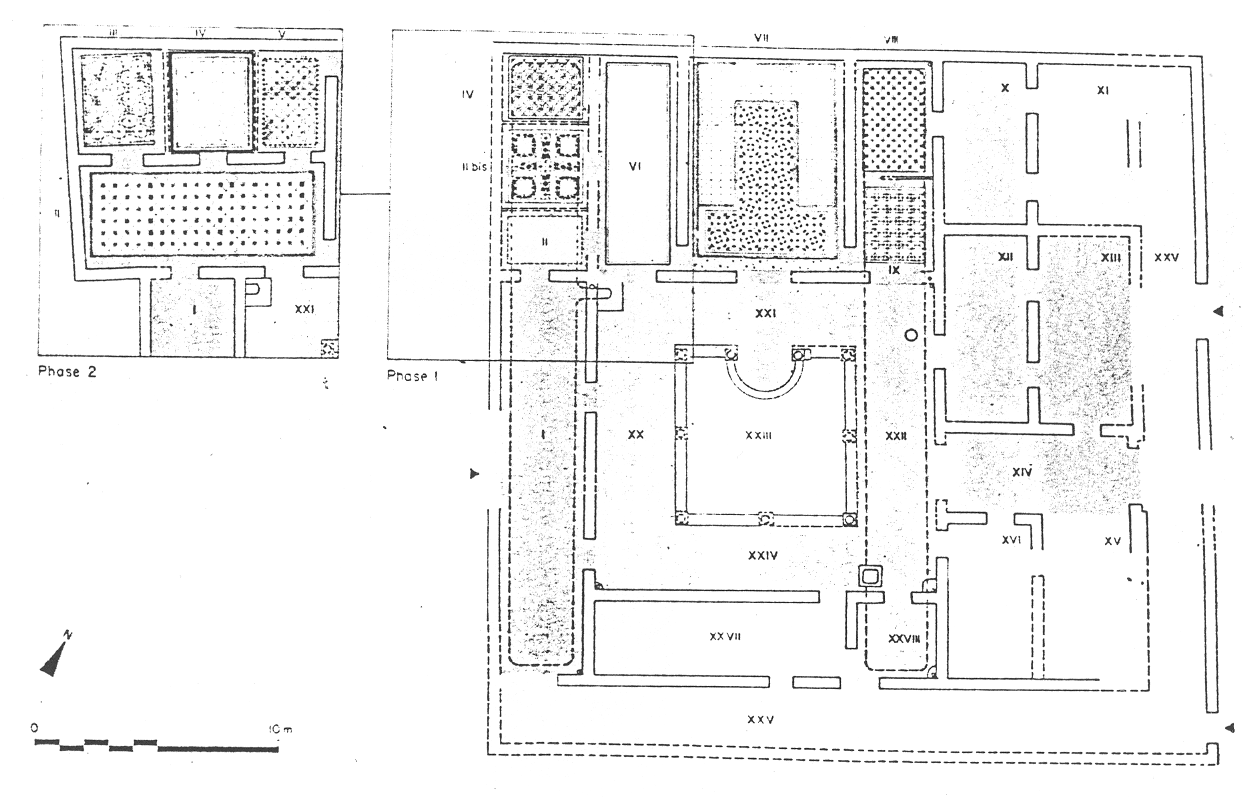 III IV V
II
I XXI
Phase 2
VII VIII
IV X XI
II bis VI
II
IX XII XIII XXV
XXI
I XX XXIII XXII
XIV
XXIV XVI XV
XXVII XXVIII
XXV
Phase 1
N
0 10 m